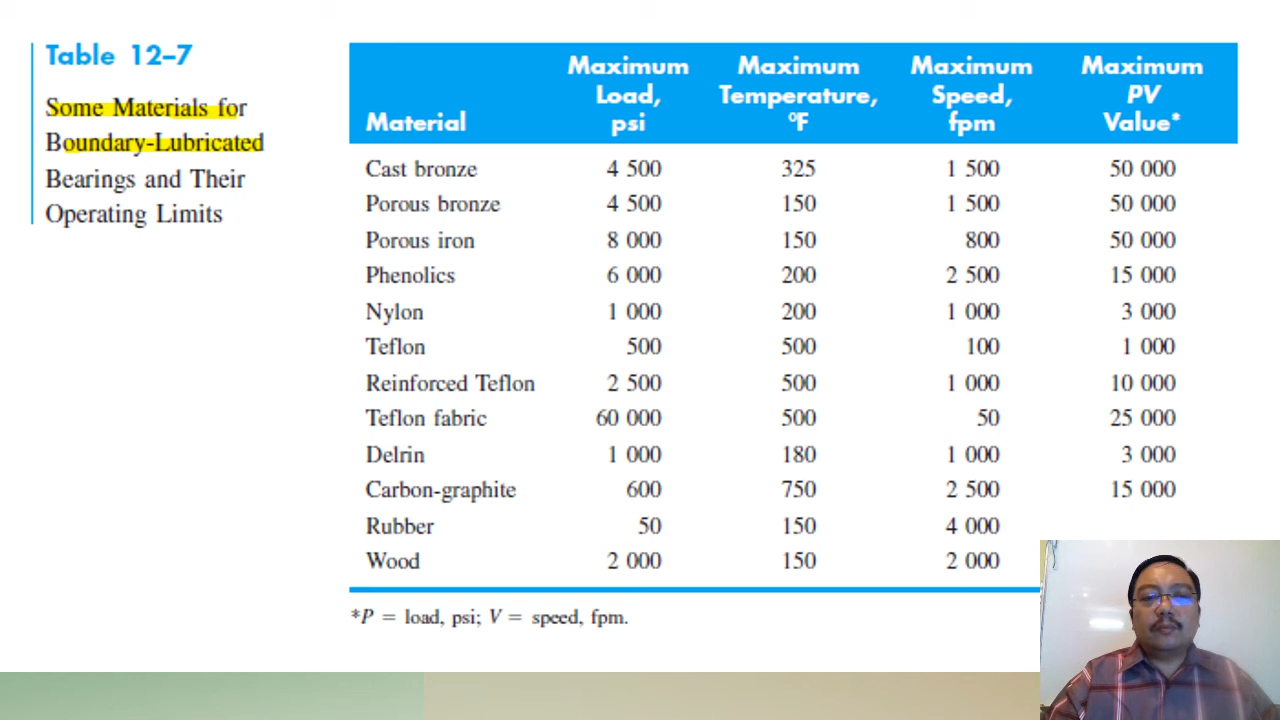 Table 12–7
Some Materials for
Boundary-Lubricated
Bearings and Their
Operating Limits
Material Maximum Load, psi Maximum Temperature, °F Maximum Speed, fpm Maximum PV Value*
Cast bronze 4 500 325 1 500 50 000
Porous bronze 4 500 150 1 500 50 000
Porous iron 8 000 150 800 50 000
Phenolics 6 000 200 2 500 15 000
Nylon 1 000 200 1 000 3 000
Teflon 500 500 100 1 000
Reinforced Teflon 2 500 500 1 000 10 000
Teflon fabric 60 000 500 50 25 000
Delrin 1 000 180 1 000 3 000
Carbon-graphite 600 750 2 500 15 000
Rubber 50 150 4 000
Wood 2 000 150 2 000
*P = load, psi; V = speed, fpm.